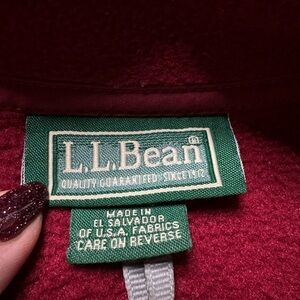 L.L.Bean®
QUALITY GUARANTEED SINCE 1912
MADE IN
EL SALVADOR
OF U.S.A. FABRICS
CARE ON REVERSE